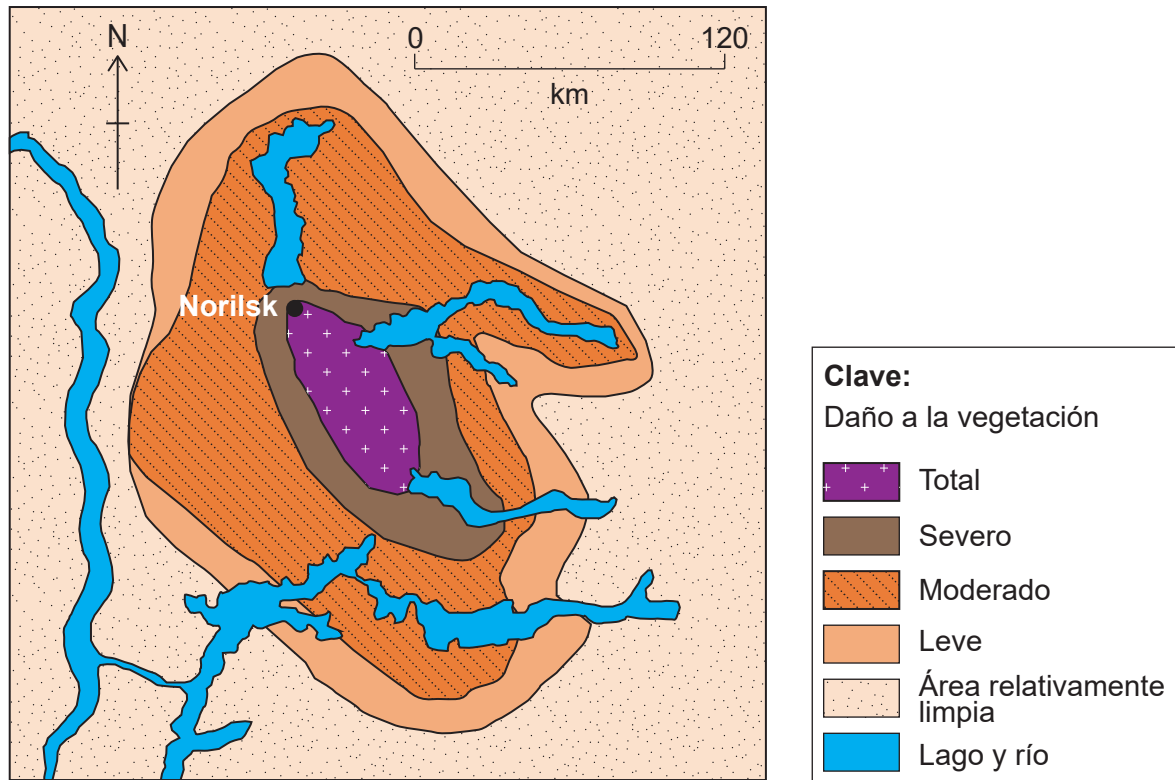 N
0 120
km
Norilsk
Clave:
Daño a la vegetación
Total
Severo
Moderado
Leve
Área relativamente
limpia
Lago y río